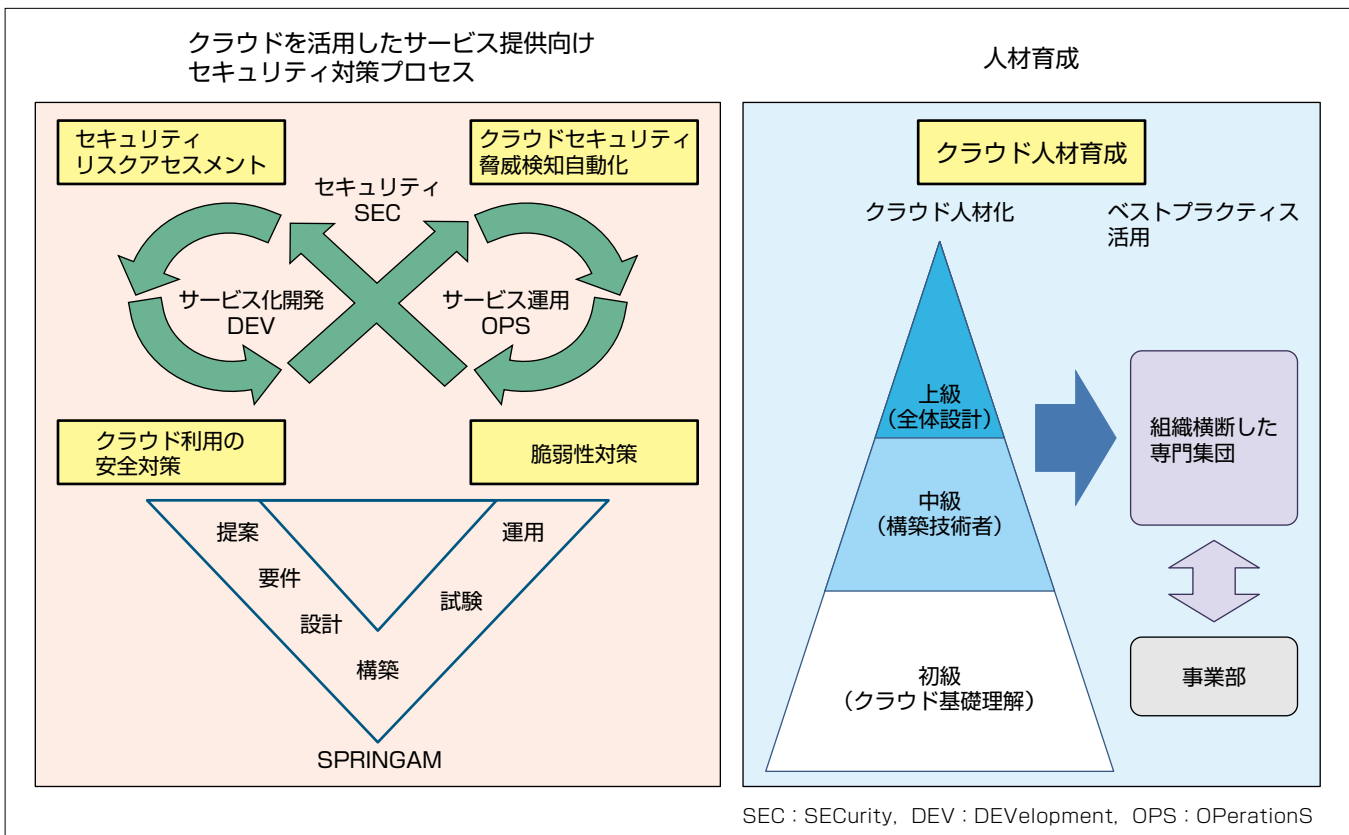 クラウドを活用したサービス提供向け
セキュリティ対策プロセス
セキュリティ
リスクアセスメント
クラウドセキュリティ
脅威検知自動化
セキュリティ
SEC
サービス化開発
DEV
サービス運用
OPS
クラウド利用の
安全対策
脆弱性対策
提案
運用
要件
試験
設計
構築
SPRINGAM
人材育成
クラウド人材育成
クラウド人材化
ベストプラクティス
活用
上級
（全体設計）
組織横断した
専門集団
中級
（構築技術者）
初級
（クラウド基礎理解）
事業部
SEC：SECurity, DEV：DEVelopment, OPS：OPerationS